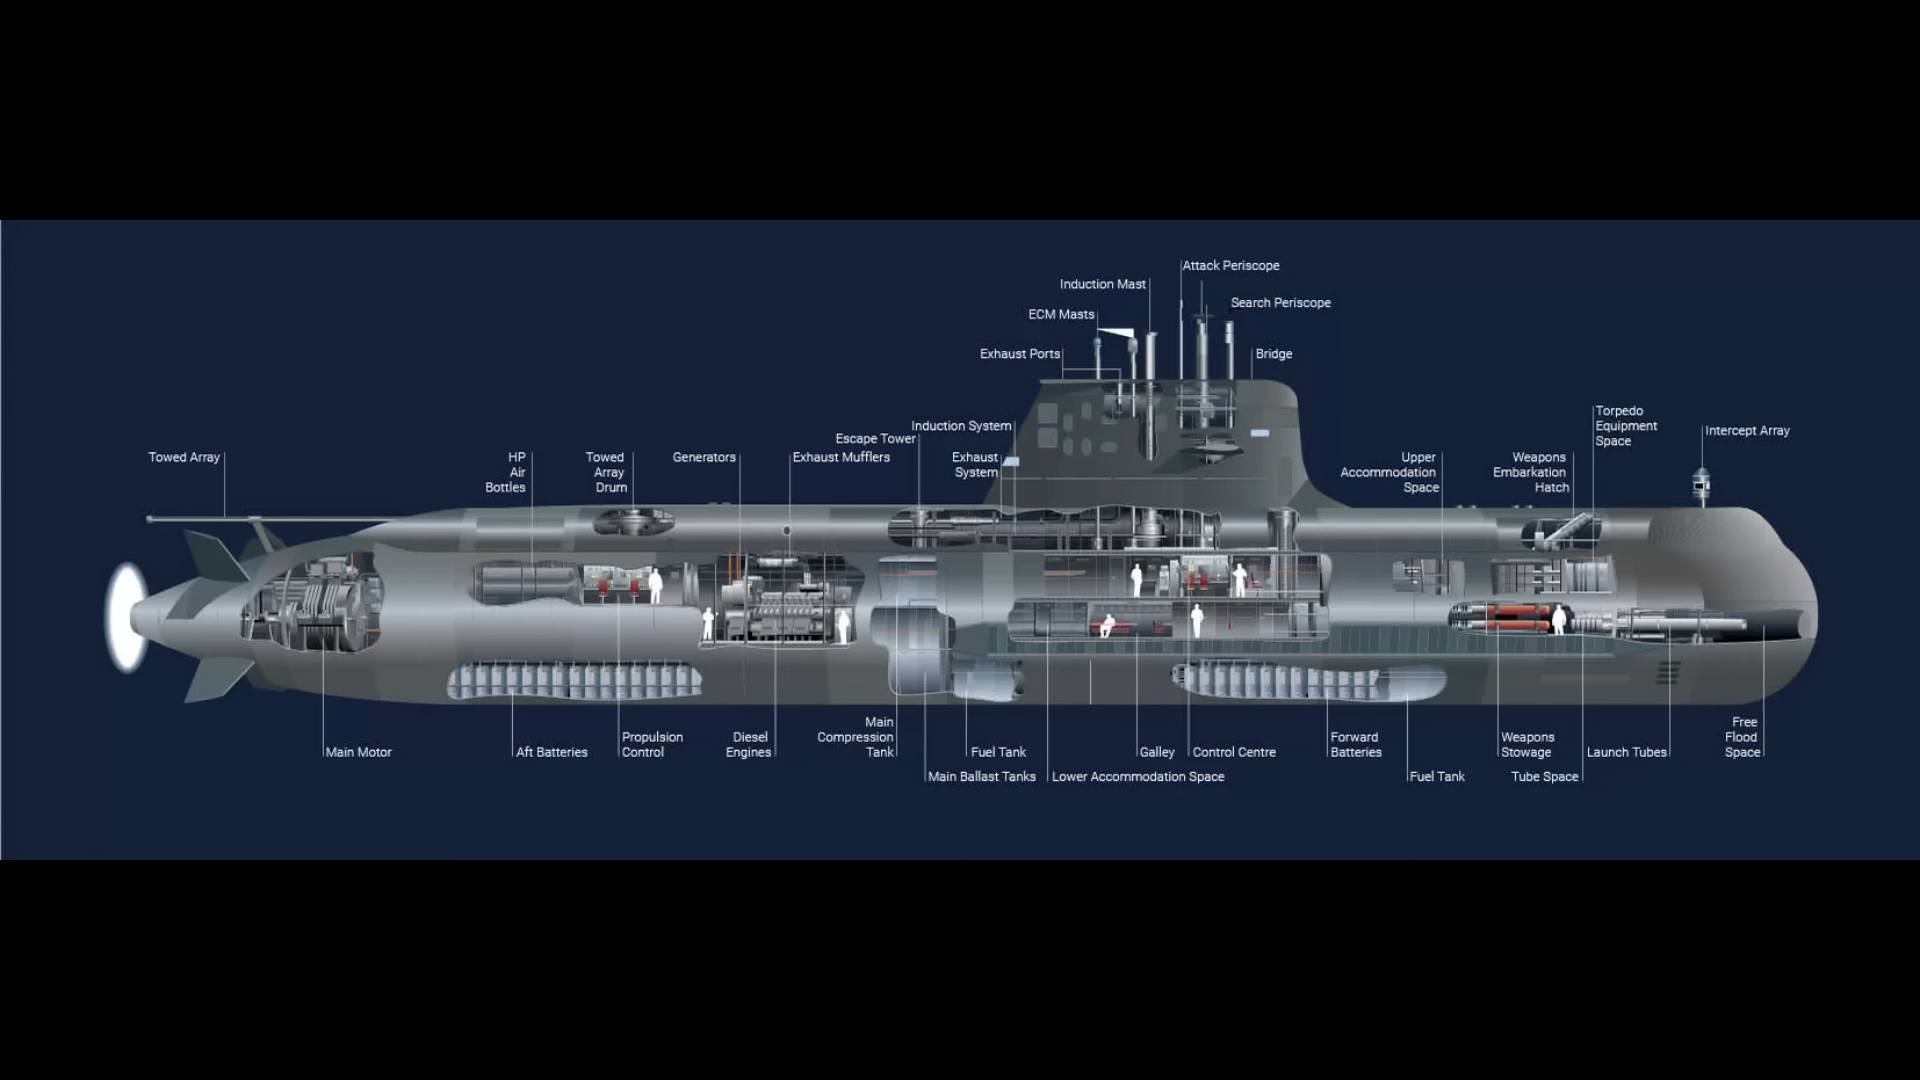 Attack Periscope
Induction Mast
Search Periscope
ECM Masts
Exhaust Ports
Bridge
Torpedo
Equipment
Space
Induction System
Intercept Array
Escape Tower
Towed Array
HP
Air
Bottles
Towed
Array
Drum
Generators
Exhaust Mufflers
Exhaust
System
Upper
Accommodation
Space
Weapons
Embarkation
Hatch
Main Motor
Aft Batteries
Propulsion
Control
Diesel
Engines
Main
Compression
Tank
Fuel Tank
Galley
Control Centre
Forward
Batteries
Weapons
Stowage
Launch Tubes
Free
Flood
Space
Main Ballast Tanks
Lower Accommodation Space
Fuel Tank
Tube Space